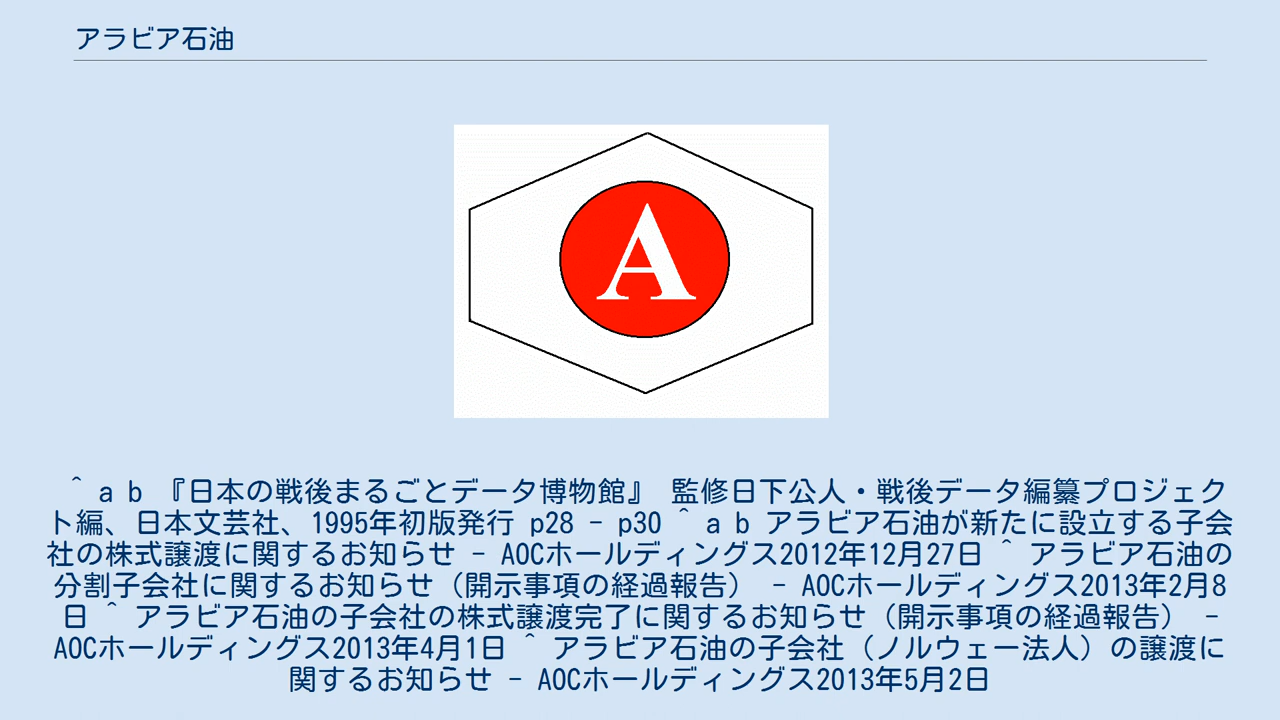 アラビア石油
A
^ a b 『日本の戦後まるごとデータ博物館』 監修日下公人・戦後データ編纂プロジェク
ト編、日本文芸社、1995年初版発行 p28 - p30 ^ a b アラビア石油が新たに設立する子会
社の株式譲渡に関するお知らせ - AOCホールディングス2012年12月27日 ^ アラビア石油の
分割子会社に関するお知らせ（開示事項の経過報告） - AOCホールディングス2013年2月8
日 ^ アラビア石油の子会社の株式譲渡完了に関するお知らせ（開示事項の経過報告） -
AOCホールディングス2013年4月1日 ^ アラビア石油の子会社（ノルウェー法人）の譲渡に
関するお知らせ - AOCホールディングス2013年5月2日